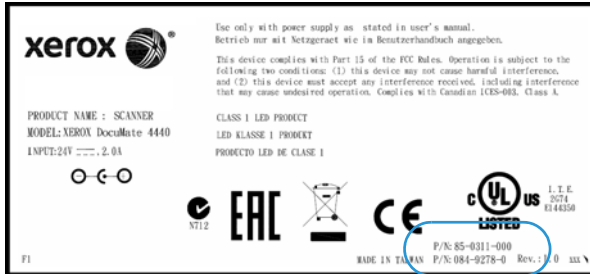 xerox
Use only with power supply as stated in user's manual.
Betrieb nur mit Netzgeraet wie im Benutzerhandbuch angegeben.
This device complies with Part 15 of the FCC Rules. Operation is subject to the
following two conditions: (1) this device may not cause harmful interference,
and (2) this device must accept any interference received, including interference
that may cause undesired operation. Complies with Canadian ICES-003, Class A.
PRODUCT NAME : SCANNER
MODEL: XEROX DocuMate 4440
INPUT:24V 2.0A
CLASS 1 LED PRODUCT
LED KLASSE 1 PRODUKT
PRODUCTO LED DE CLASE 1
N712
EAC
CE
C UL US
LISTED
I.T.E.
2G74
E144350
P/N: 85-0311-000
F1
MADE IN TAIWAN P/N: 084-9278-0 Rev.: 1.0